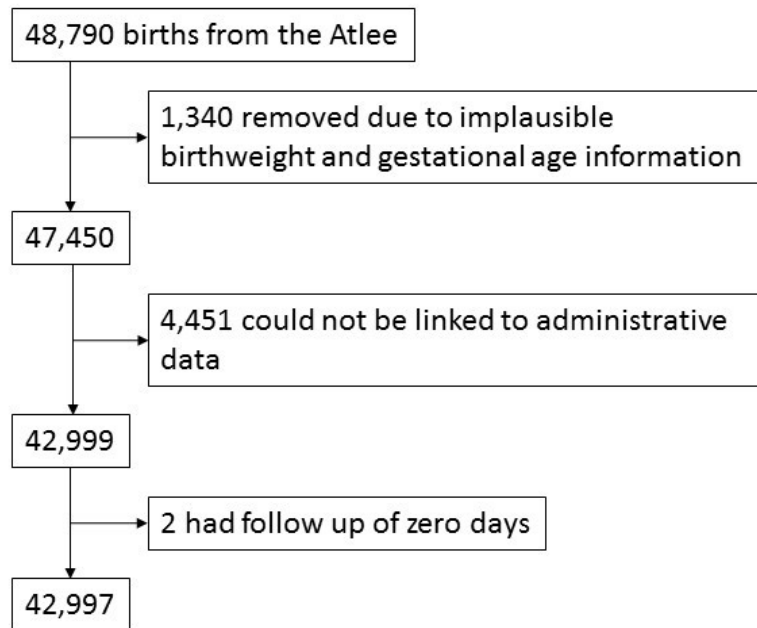 48,790 births from the Atlee
1,340 removed due to implausible
birthweight and gestational age information
47,450
4,451 could not be linked to administrative
data
42,999
2 had follow up of zero days
42,997